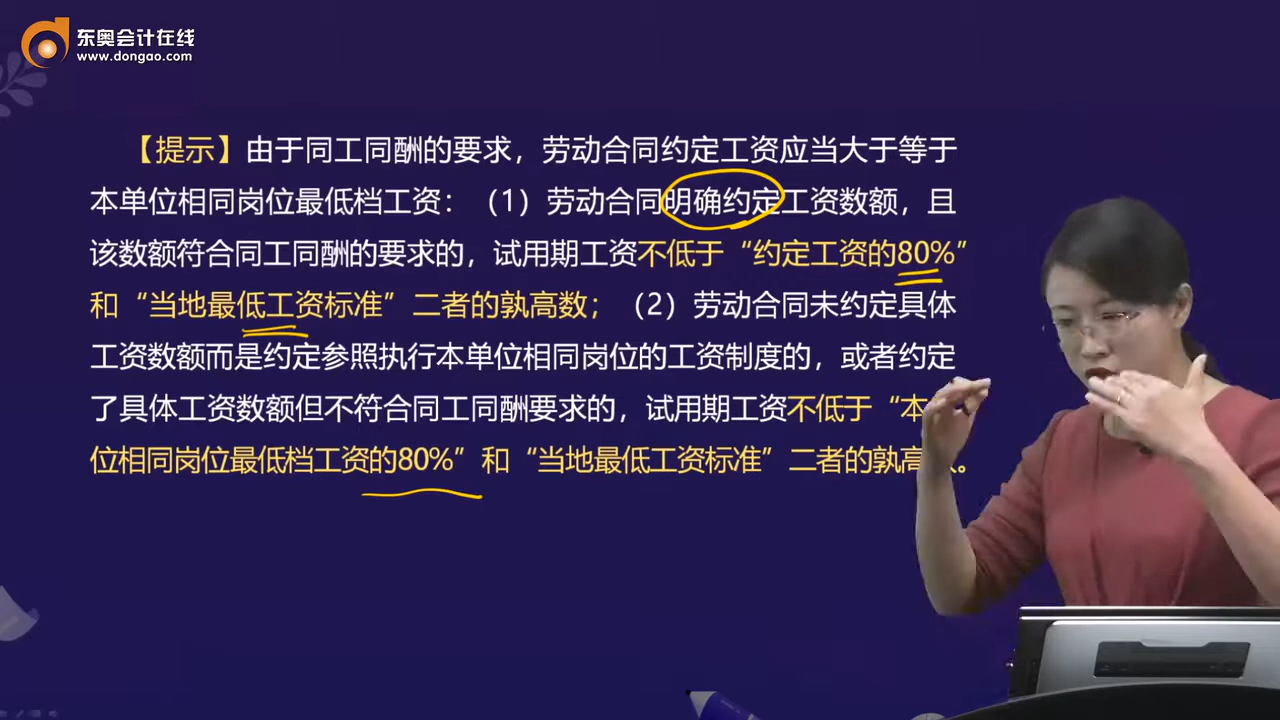 东奥会计在线
www.dongao.com
【提示】由于同工同酬的要求，劳动合同约定工资应当大于等于
本单位相同岗位最低档工资：（1）劳动合同明确约定工资数额，且
该数额符合同工同酬的要求的，试用期工资不低于“约定工资的80%”
和“当地最低工资标准”二者的孰高数；（2）劳动合同未约定具体
工资数额而是约定参照执行本单位相同岗位的工资制度的，或者约定
了具体工资数额但不符合同工同酬要求的，试用期工资不低于“本
位相同岗位最低档工资的80%”和“当地最低工资标准”二者的孰高 。